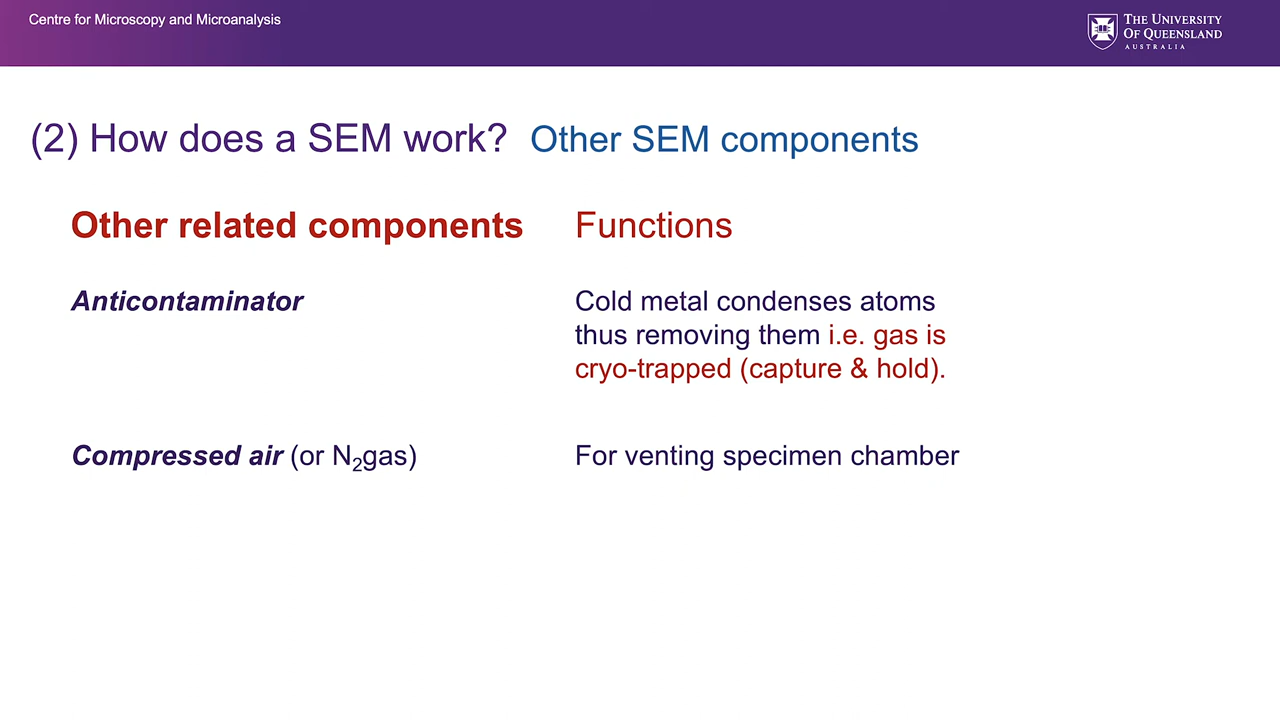 Centre for Microscopy and Microanalysis
THE UNIVERSITY
OF QUEENSLAND
AUSTRALIA
(2) How does a SEM work? Other SEM components
Other related components Functions
Anticontaminator Cold metal condenses atoms
thus removing them i.e. gas is
cryo-trapped (capture & hold).
Compressed air (or N₂gas) For venting specimen chamber